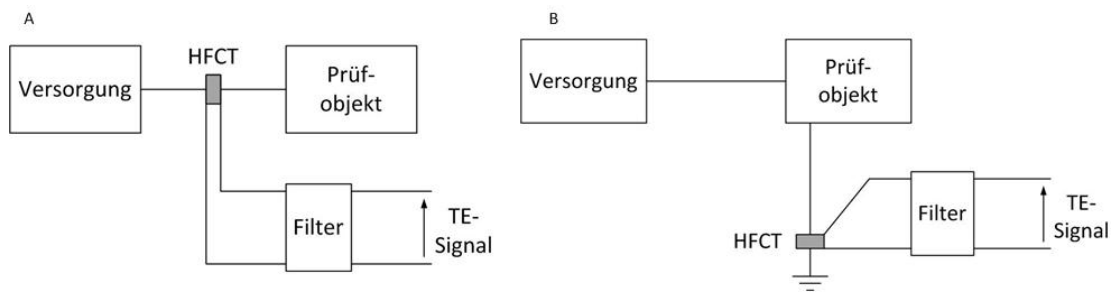 A
HFCT
Versorgung
Prüf-
objekt
Filter
TE-
Signal
B
Versorgung
Prüf-
objekt
HFCT
Filter
TE-
Signal